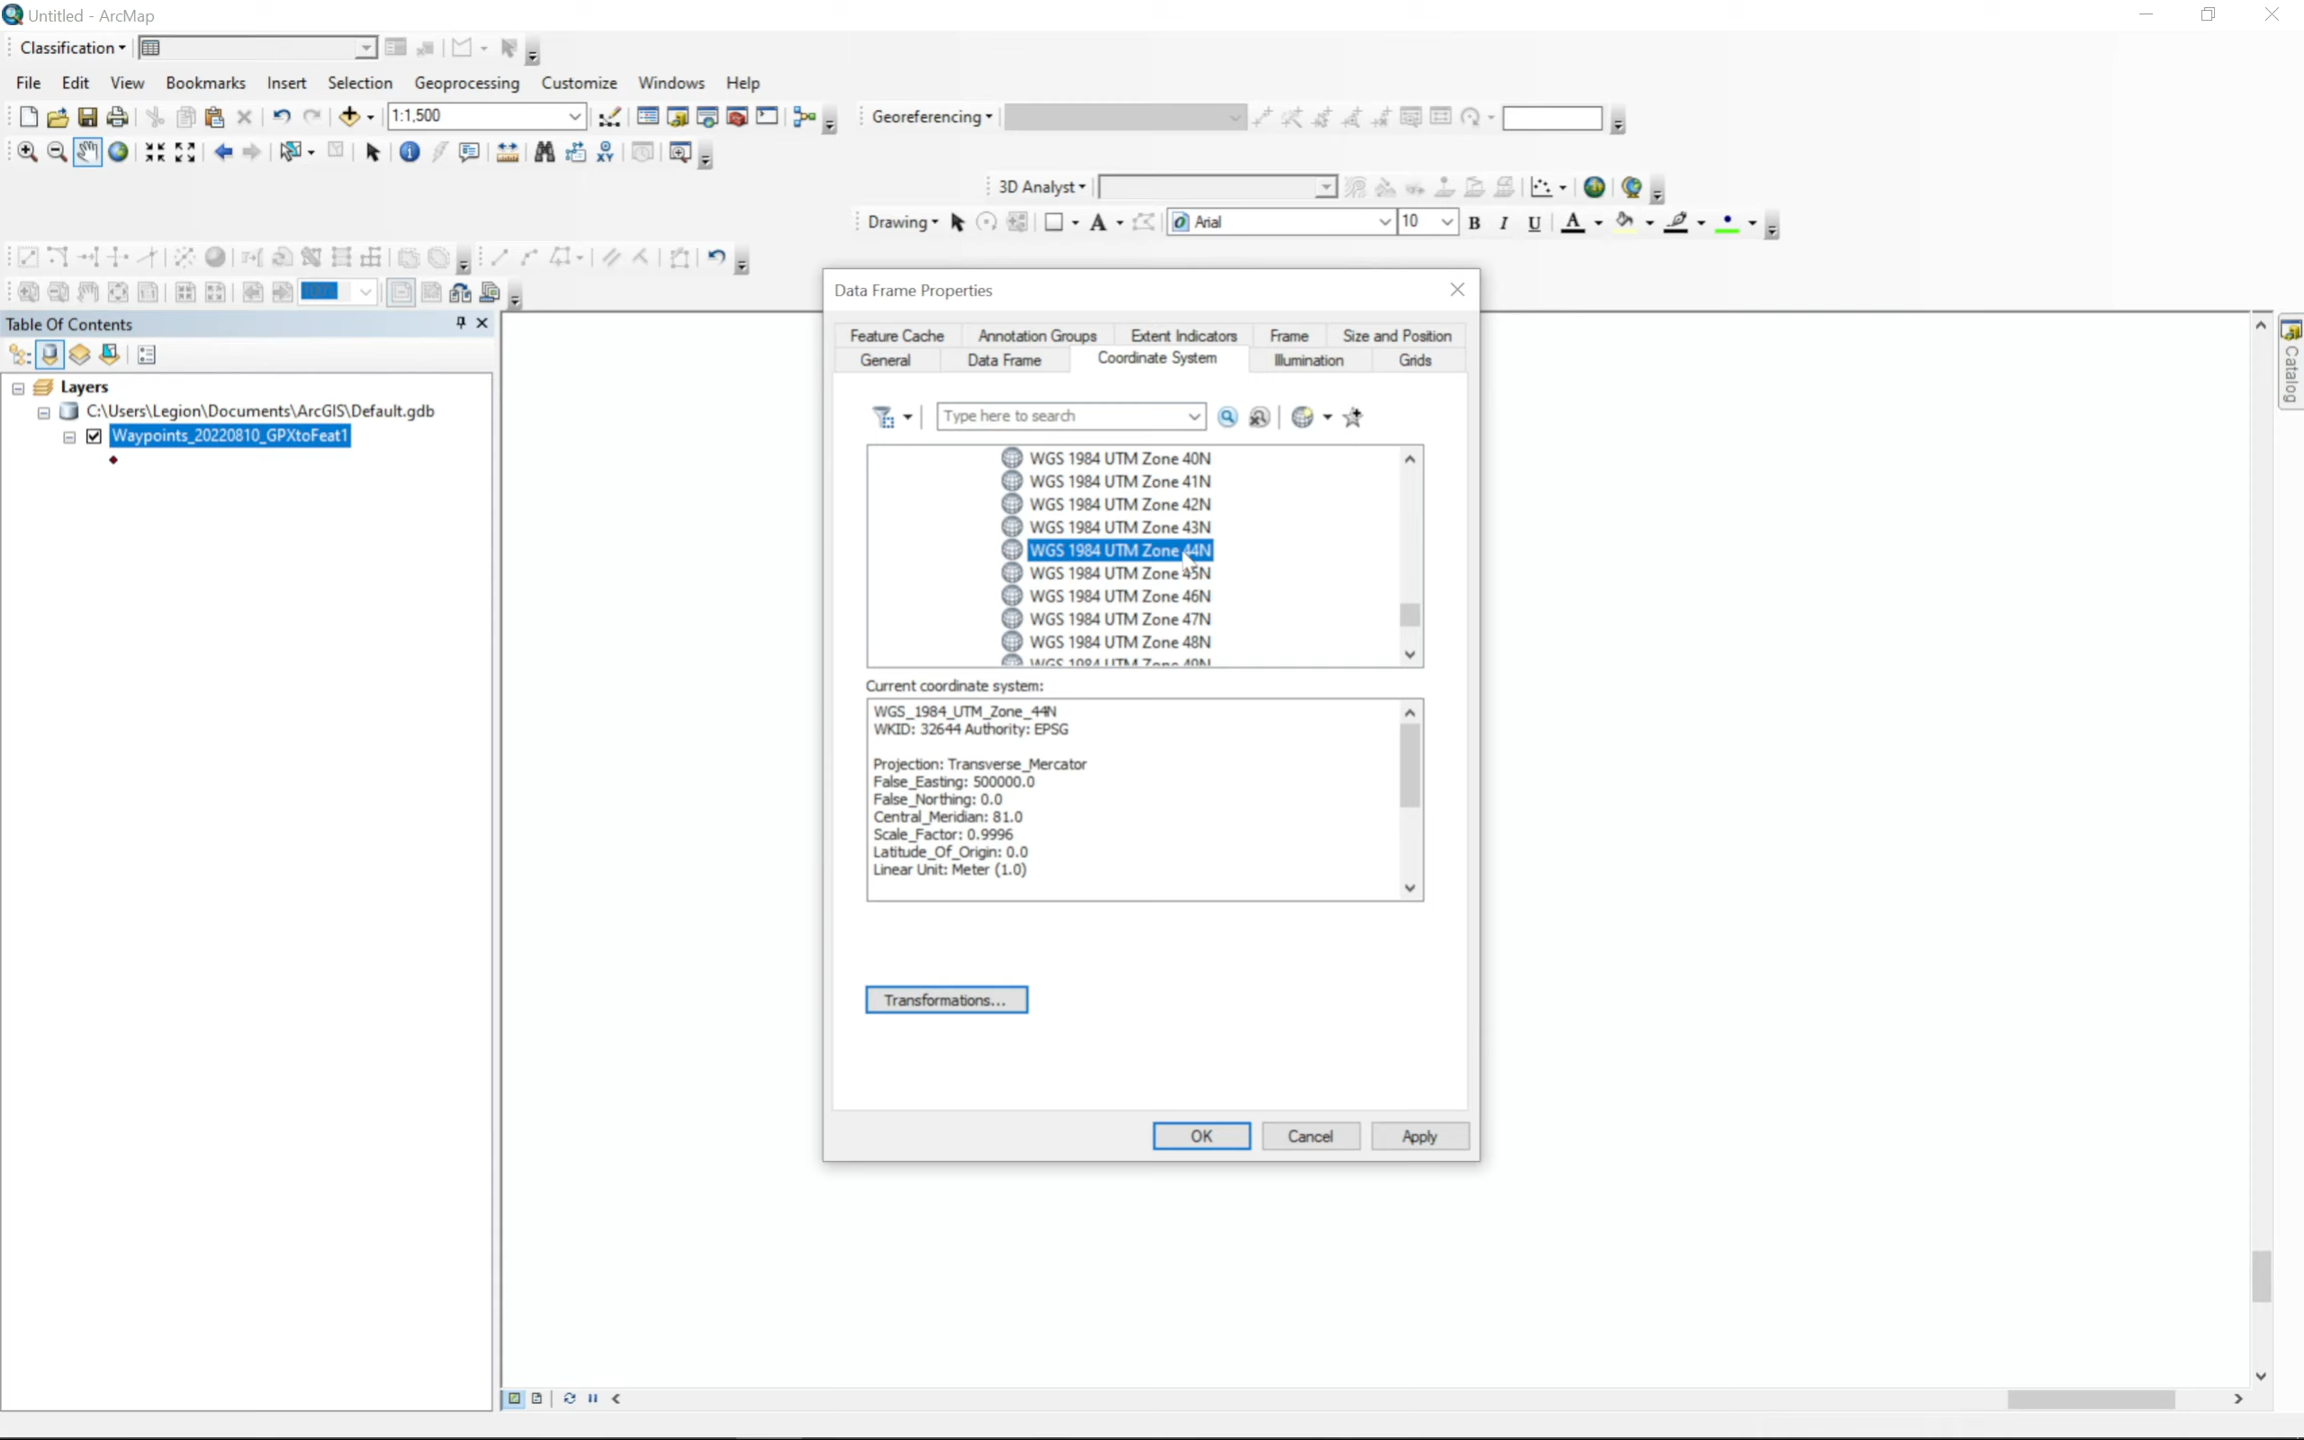 Untitled - ArcMap
Classification
File Edit View Bookmarks Insert Selection Geoprocessing Customize Windows Help
1:1,500
Georeferencing
3D Analyst
Drawing A Arial 10 B I U A
Table Of Contents
Layers
C:\Users\Legion\Documents\ArcGIS\Default.gdb
Waypoints_20220810_GPXtoFeat1
Catalog
Data Frame Properties
Feature Cache Annotation Groups Extent Indicators Frame Size and Position
General Data Frame Coordinate System Illumination Grids
Type here to search
WGS 1984 UTM Zone 40N
WGS 1984 UTM Zone 41N
WGS 1984 UTM Zone 42N
WGS 1984 UTM Zone 43N
WGS 1984 UTM Zone 44N
WGS 1984 UTM Zone 45N
WGS 1984 UTM Zone 46N
WGS 1984 UTM Zone 47N
WGS 1984 UTM Zone 48N
WGS 1984 UTM Zone 49N
Current coordinate system:
WGS_1984_UTM_Zone_44N
WKID: 32644 Authority: EPSG
Projection: Transverse_Mercator
False_Easting: 500000.0
False_Northing: 0.0
Central_Meridian: 81.0
Scale_Factor: 0.9996
Latitude_Of_Origin: 0.0
Linear Unit: Meter (1.0)
Transformations...
OK Cancel Apply